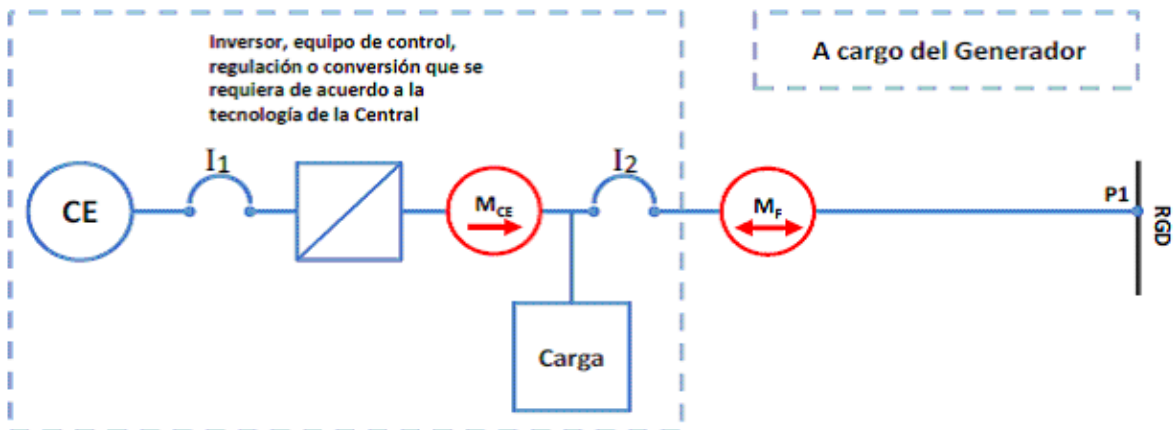 Inversor, equipo de control,
regulación o conversión que se
requiera de acuerdo a la
tecnología de la Central
A cargo del Generador
CE
I1
MCE
I2
MF
P1
RGD
Carga